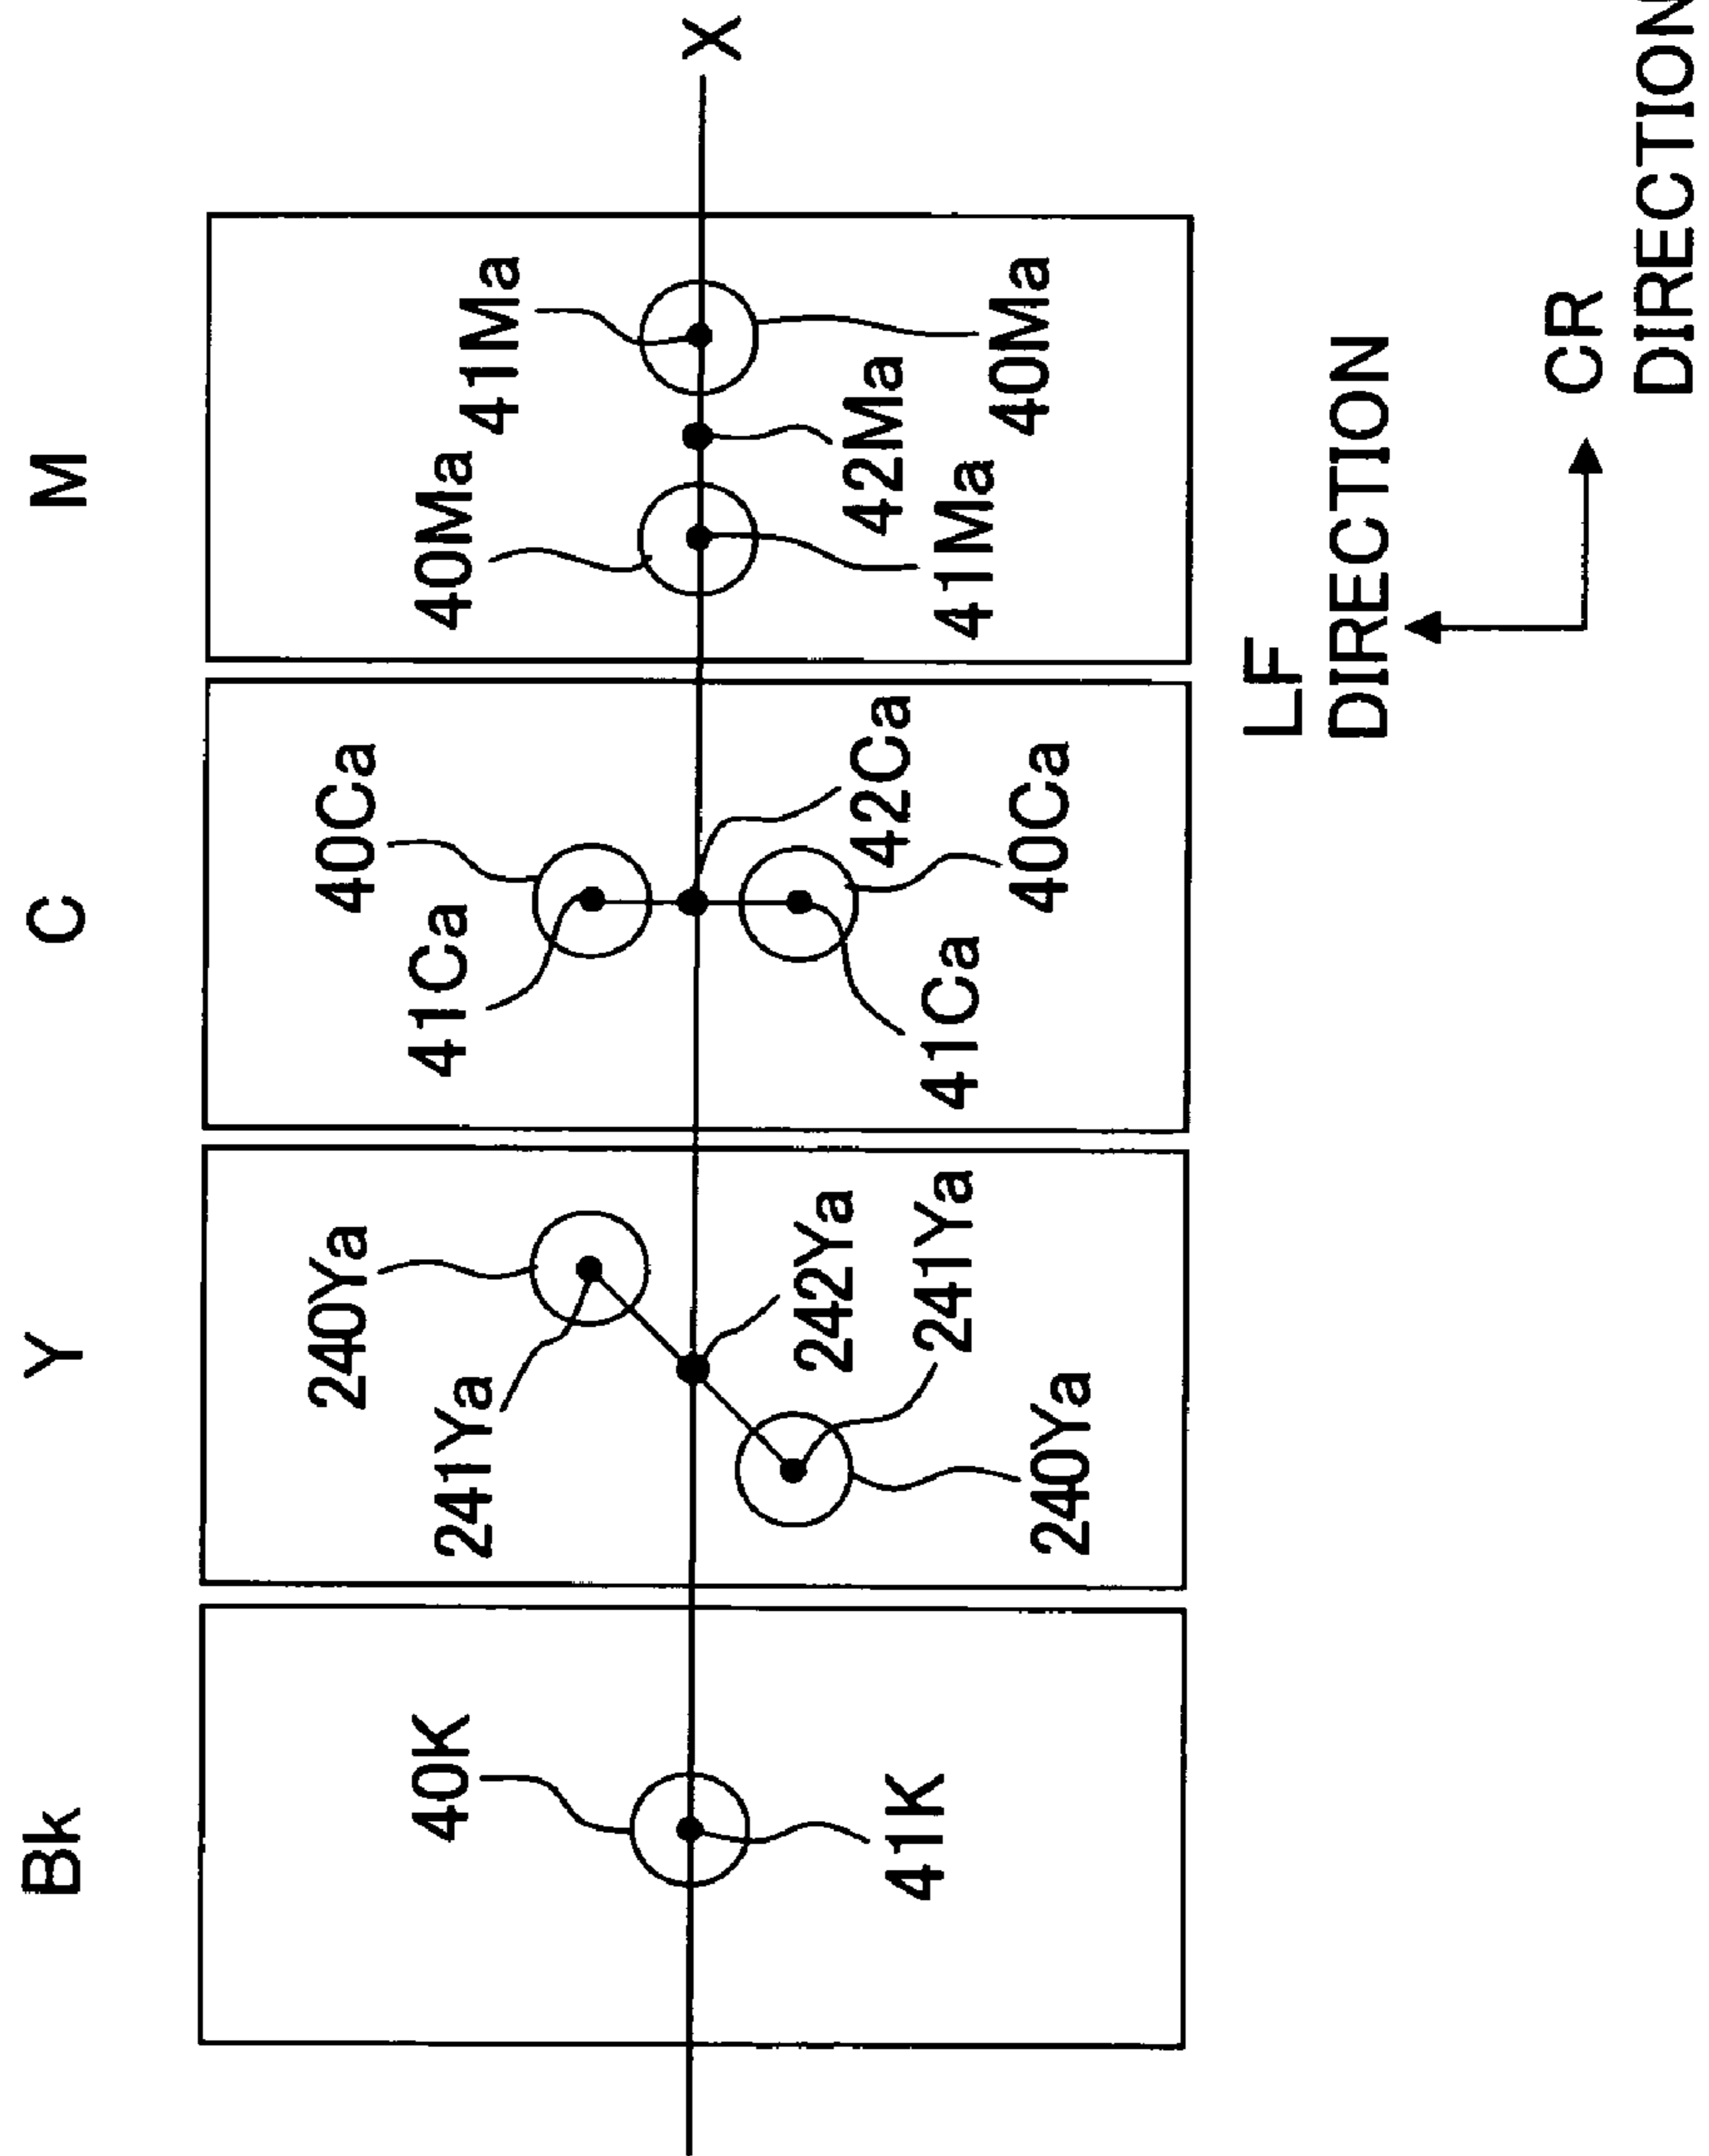 Bk
Y
C
M
40K
41K
240Ya
241Ya
242Ya
241Ya
240Ya
40Ca
41Ca
42Ca
41Ca
40Ca
40Ma
41Ma
42Ma
41Ma
40Ma
X
LF
DIRECTION
CR
DIRECTION